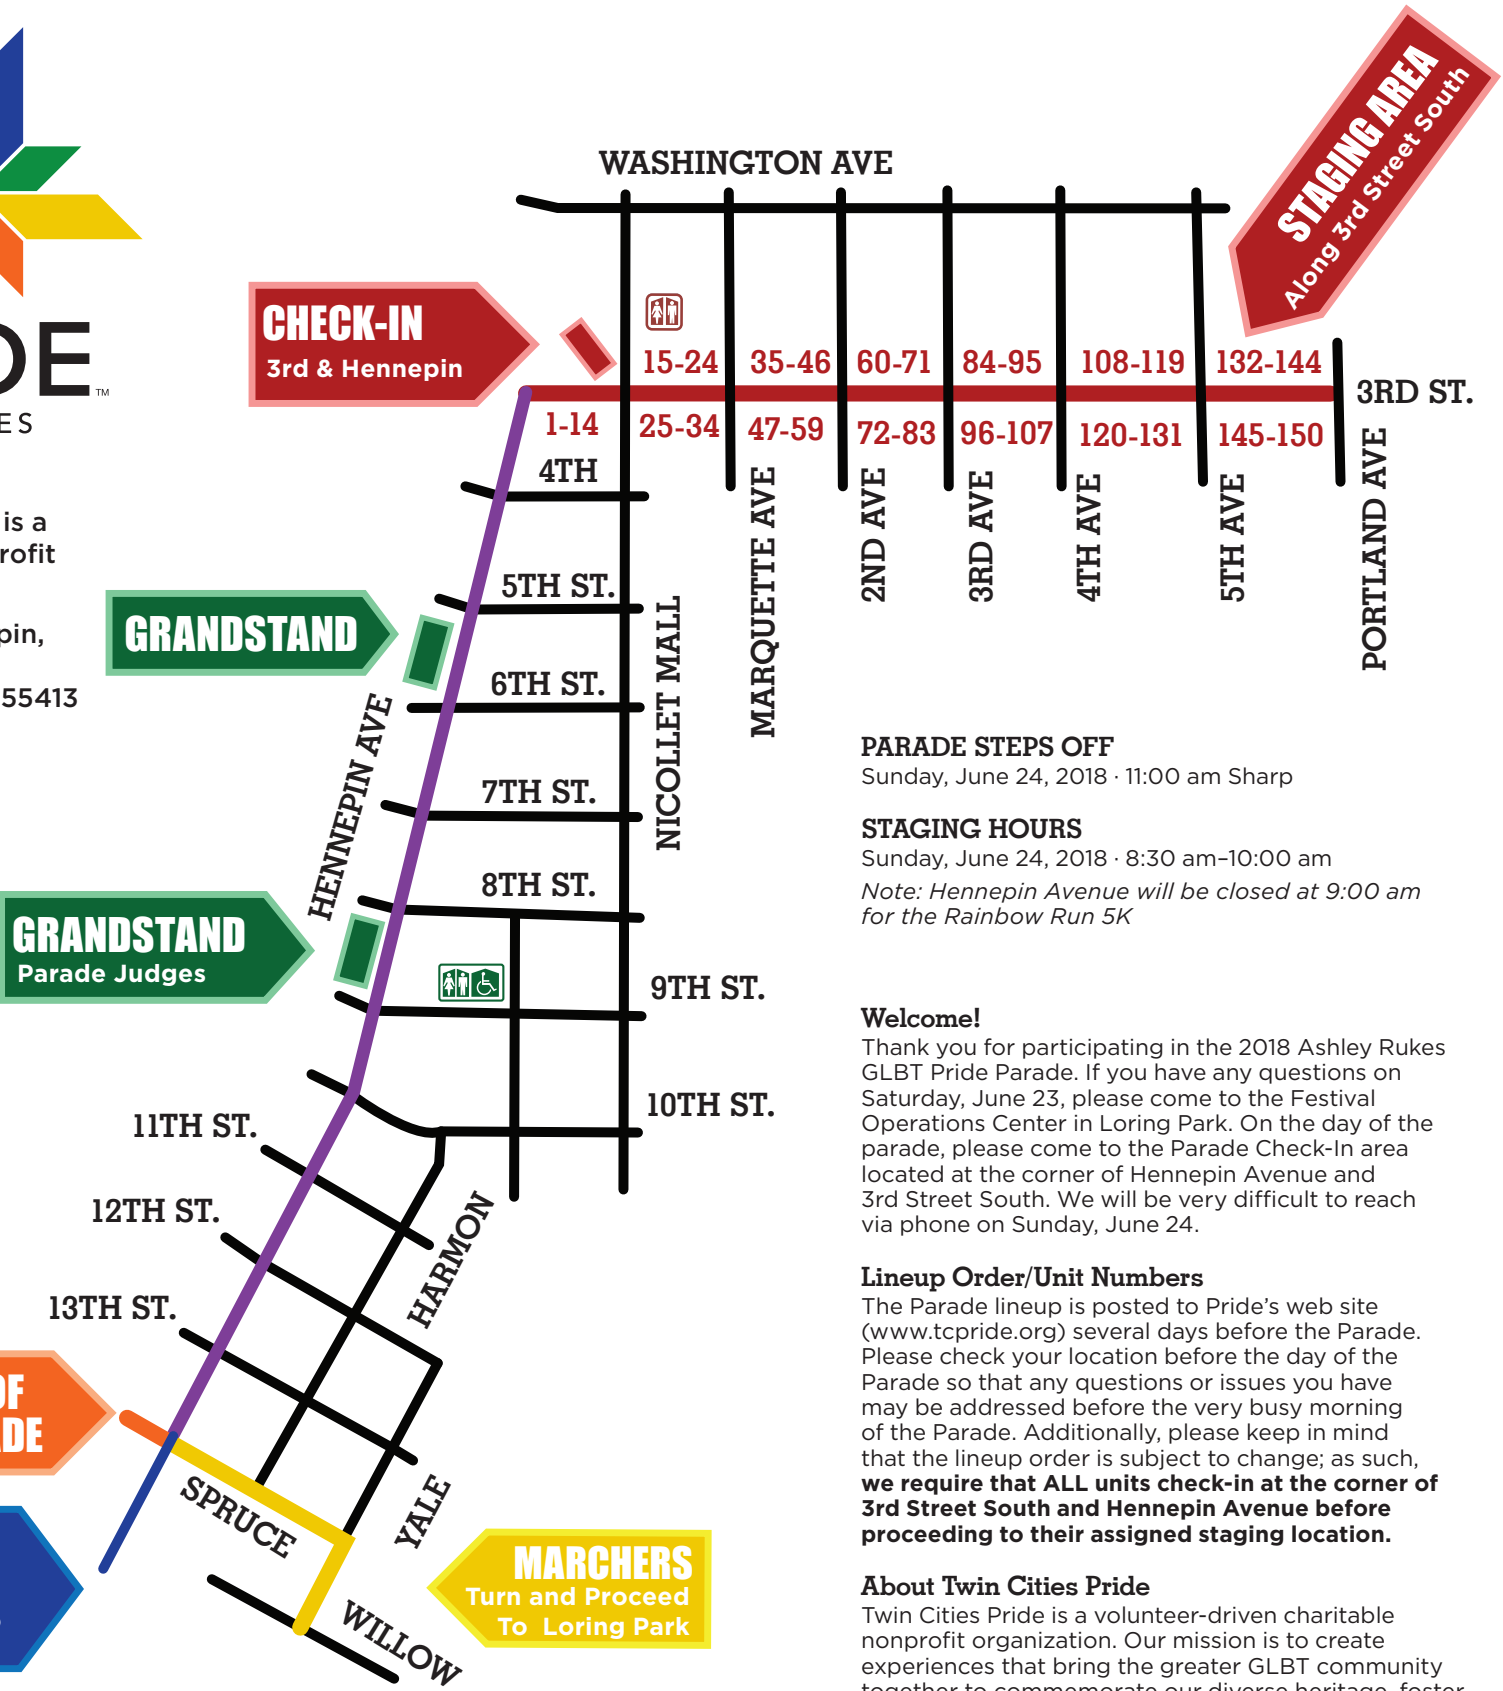 STAGING AREA
Along 3rd Street South
WASHINGTON AVE
CHECK-IN
3rd & Hennepin
15-24
35-46
60-71
84-95
108-119
132-144
3RD ST.
1-14
25-34
47-59
72-83
96-107
120-131
145-150
DE
™
ES
4TH
MARQUETTE AVE
2ND AVE
3RD AVE
4TH AVE
5TH AVE
PORTLAND AVE
is a
rofit
pin,
55413
5TH ST.
GRANDSTAND
6TH ST.
NICOLLET MALL
HENNEPIN AVE
7TH ST.
8TH ST.
GRANDSTAND
Parade Judges
9TH ST.
10TH ST.
11TH ST.
12TH ST.
HARMON
13TH ST.
OF
DE
SPRUCE
YALE
MARCHERS
Turn and Proceed
To Loring Park
WILLOW
PARADE STEPS OFF
Sunday, June 24, 2018 · 11:00 am Sharp
STAGING HOURS
Sunday, June 24, 2018 · 8:30 am–10:00 am
Note: Hennepin Avenue will be closed at 9:00 am
for the Rainbow Run 5K
Welcome!
Thank you for participating in the 2018 Ashley Rukes
GLBT Pride Parade. If you have any questions on
Saturday, June 23, please come to the Festival
Operations Center in Loring Park. On the day of the
parade, please come to the Parade Check-In area
located at the corner of Hennepin Avenue and
3rd Street South. We will be very difficult to reach
via phone on Sunday, June 24.
Lineup Order/Unit Numbers
The Parade lineup is posted to Pride’s web site
(www.tcpride.org) several days before the Parade.
Please check your location before the day of the
Parade so that any questions or issues you have
may be addressed before the very busy morning
of the Parade. Additionally, please keep in mind
that the lineup order is subject to change; as such,
we require that ALL units check-in at the corner of
3rd Street South and Hennepin Avenue before
proceeding to their assigned staging location.
About Twin Cities Pride
Twin Cities Pride is a volunteer-driven charitable
nonprofit organization. Our mission is to create
experiences that bring the greater GLBT community
together to commemorate our diverse heritage, foster